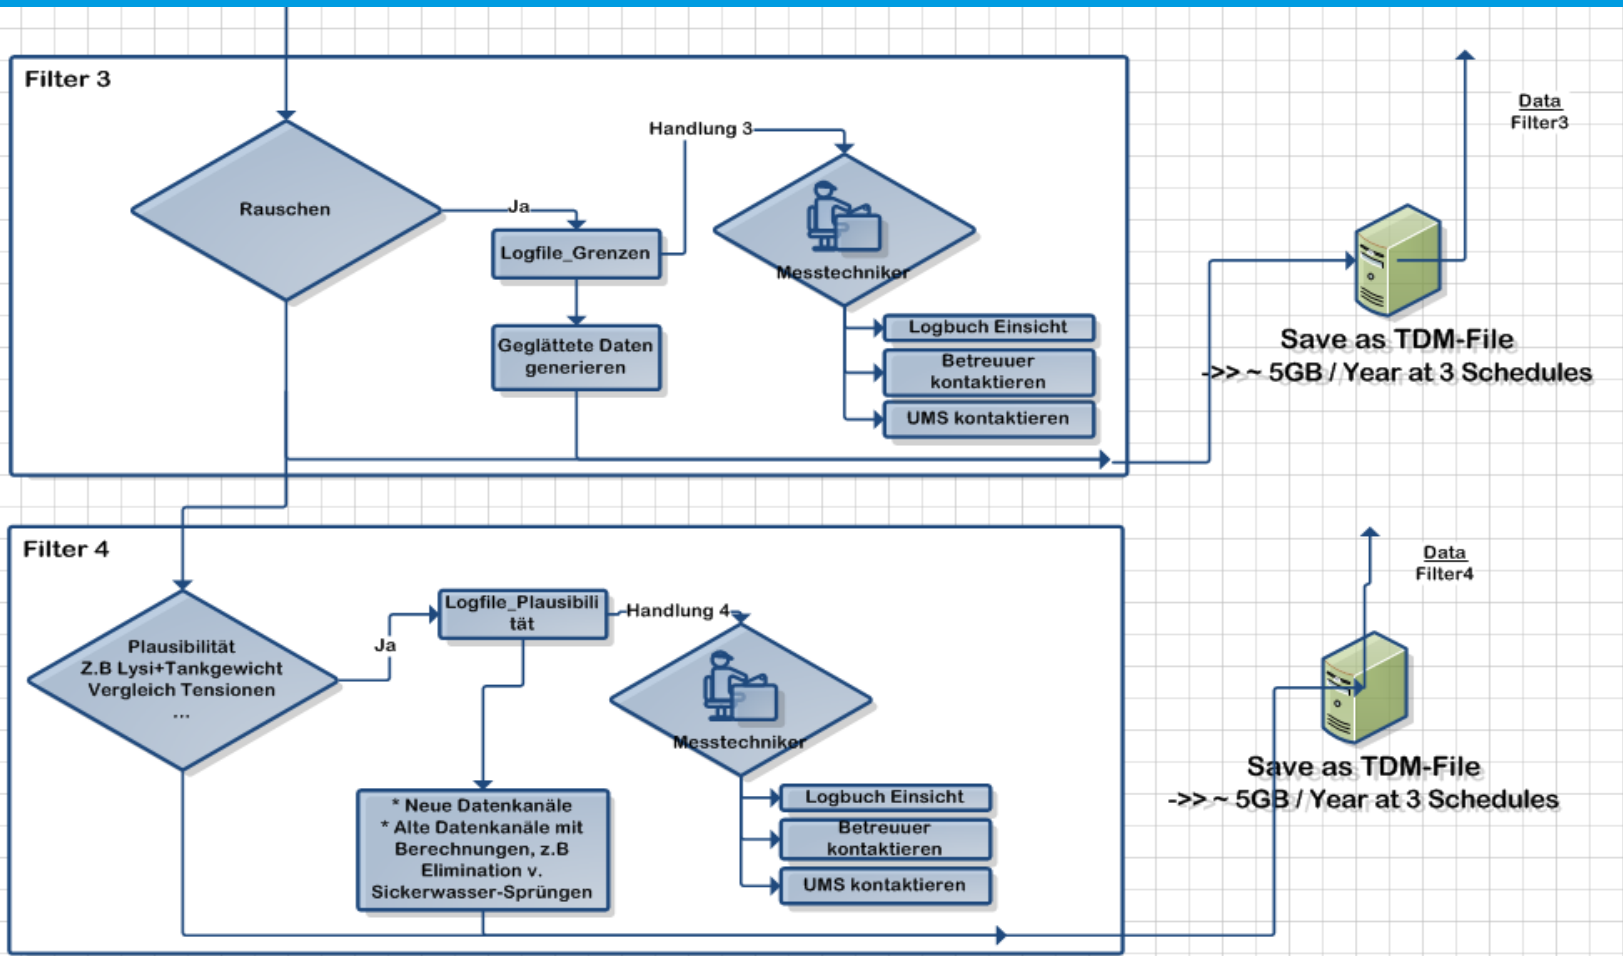 Filter 3
Rauschen
Ja
Logfile_Grenzen
Geglättete Daten
generieren
Handlung 3
Messtechniker
Logbuch Einsicht
Betreuuer
kontaktieren
UMS kontaktieren
Data
Filter3
Save as TDM-File
->> ~ 5GB / Year at 3 Schedules
Filter 4
Plausibilität
Z.B Lysi+Tankgewicht
Vergleich Tensionen
...
Ja
Logfile_Plausibili
tät
* Neue Datenkanäle
* Alte Datenkanäle mit
Berechnungen, z.B
Elimination v.
Sickerwasser-Sprüngen
Handlung 4
Messtechniker
Logbuch Einsicht
Betreuuer
kontaktieren
UMS kontaktieren
Data
Filter4
Save as TDM-File
->> ~ 5GB / Year at 3 Schedules